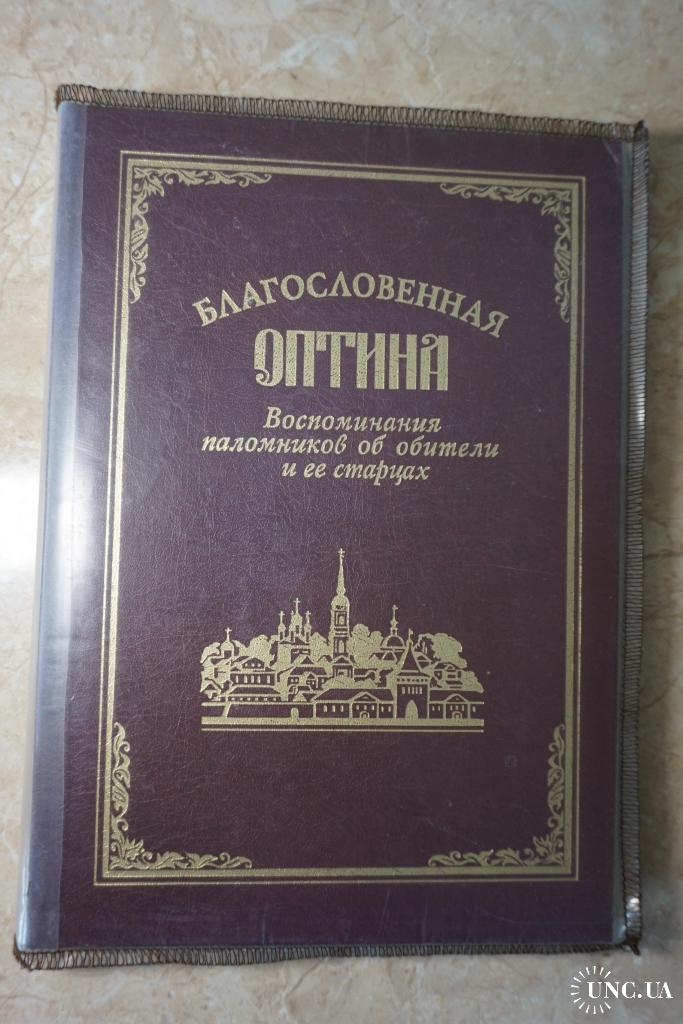 БЛАГОСЛОВЕННАЯ
ОПТИНА
Воспоминания
паломников об обители
и ее старцах
UNC.UA